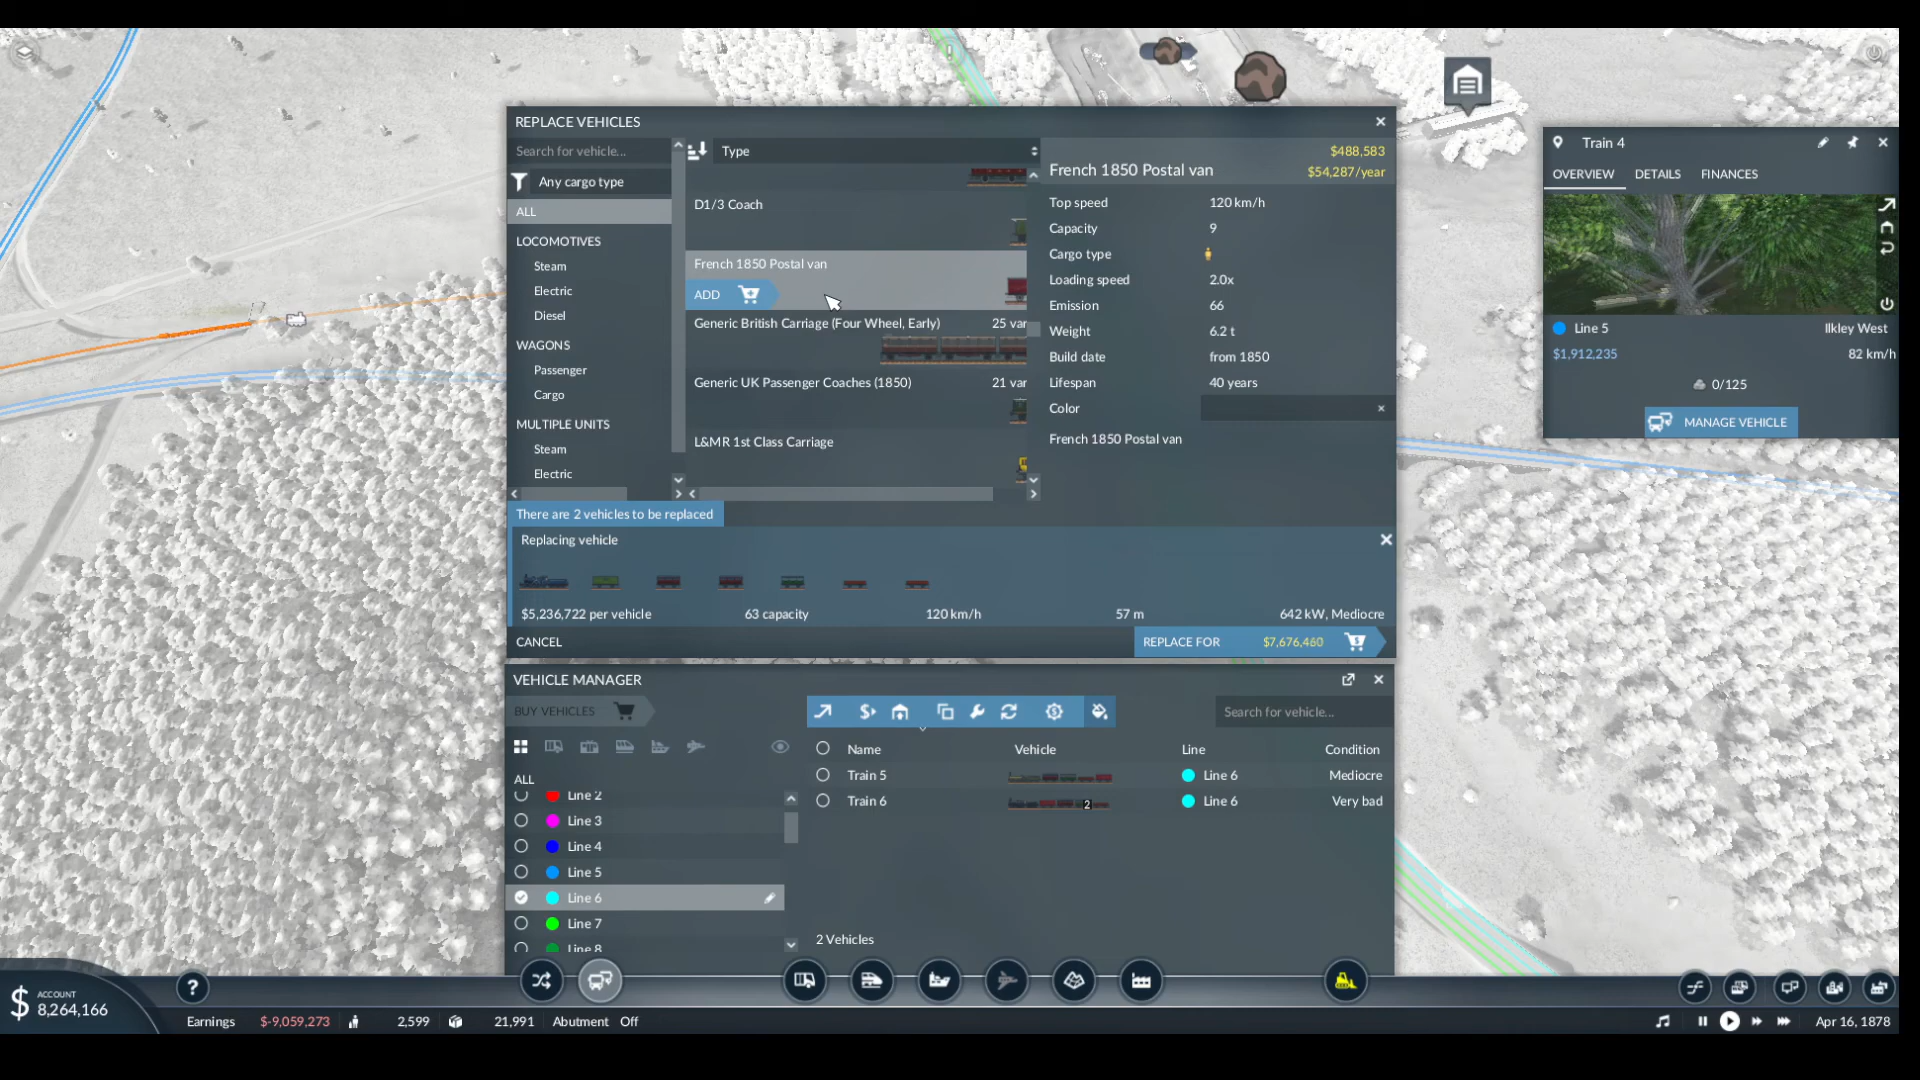 REPLACE VEHICLES
Search for vehicle...
Any cargo type
ALL
LOCOMOTIVES
Steam
Electric
Diesel
WAGONS
Passenger
Cargo
MULTIPLE UNITS
Steam
Electric
Type
D1/3 Coach
French 1850 Postal van
ADD
Generic British Carriage (Four Wheel, Early) 25 var
Generic UK Passenger Coaches (1850) 21 var
L&MR 1st Class Carriage
$488,583
French 1850 Postal van
$54,287/year
Top speed 120 km/h
Capacity 9
Cargo type
Loading speed 2.0x
Emission 66
Weight 6.2 t
Build date from 1850
Lifespan 40 years
Color
French 1850 Postal van
There are 2 vehicles to be replaced
Replacing vehicle
$5,236,722 per vehicle 63 capacity 120 km/h 57 m 642 kW, Mediocre
CANCEL
REPLACE FOR $7,676,460
Train 4
OVERVIEW DETAILS FINANCES
Line 5 Ilkley West
$1,912,235 82 km/h
0/125
MANAGE VEHICLE
VEHICLE MANAGER
BUY VEHICLES
Search for vehicle...
ALL
Line 2
Line 3
Line 4
Line 5
Line 6
Line 7
Line 8
Name Vehicle Line Condition
Train 5 Line 6 Mediocre
Train 6 2 Line 6 Very bad
2 Vehicles
$ ACCOUNT
8,264,166
?
Earnings $-9,059,273 2,599 21,991 Abutment Off
Apr 16, 1878